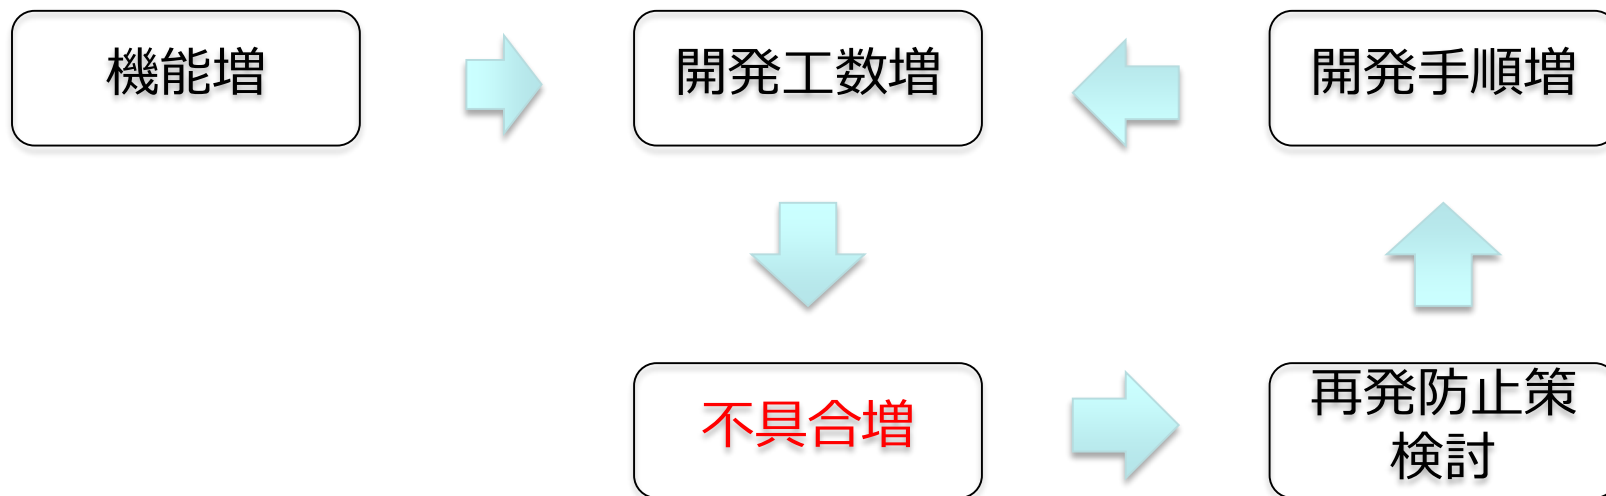 機能増
開発工数増
開発手順増
不具合増
再発防止策
検討